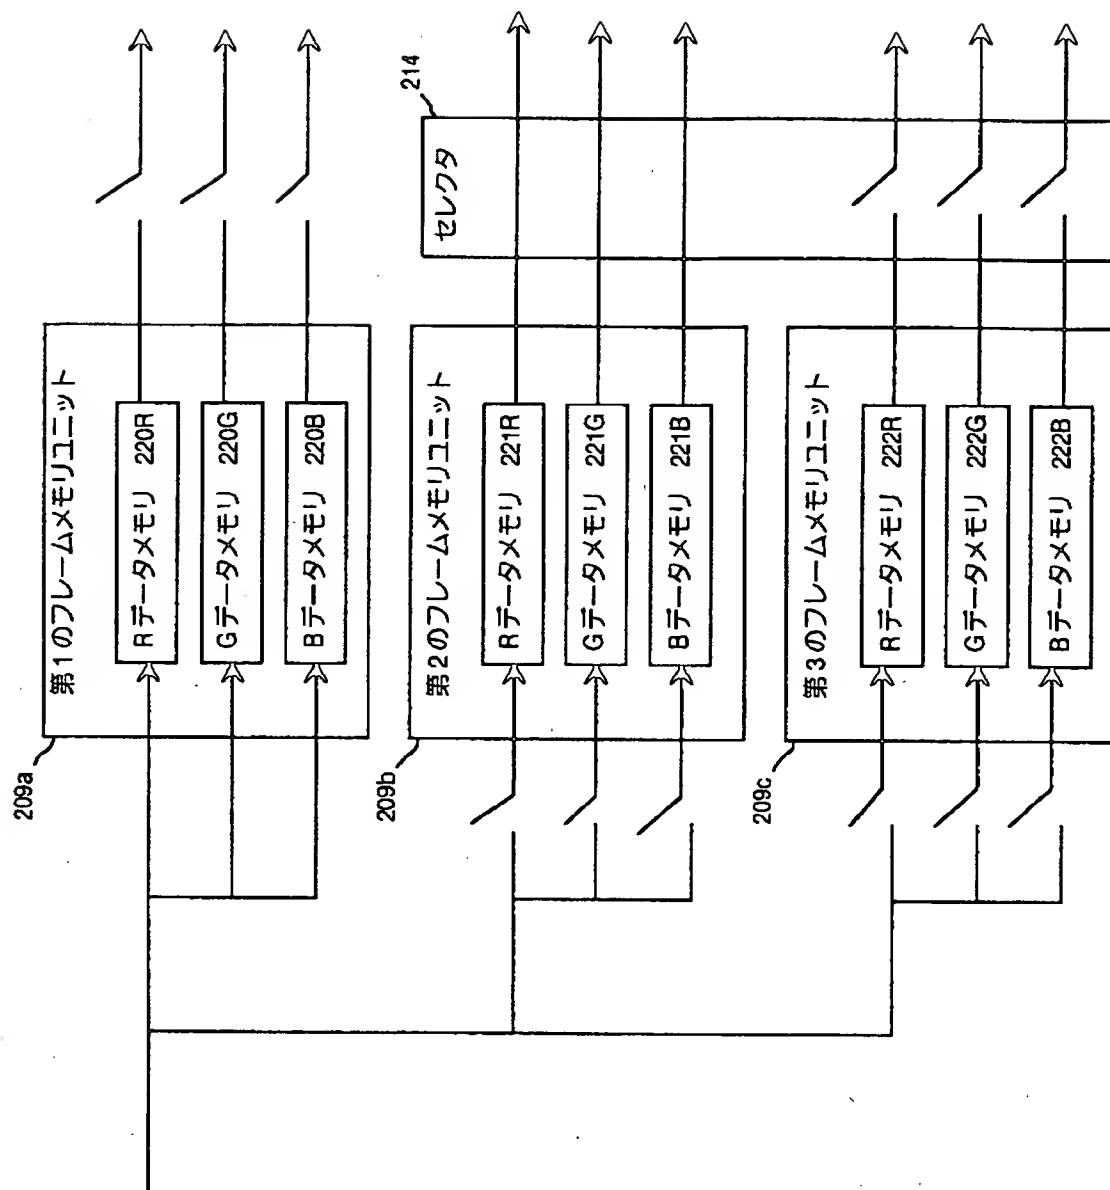 209a
第1のフレームメモリユニット
Rデータメモリ 220R
Gデータメモリ 220G
Bデータメモリ 220B
209b
第2のフレームメモリユニット
Rデータメモリ 221R
Gデータメモリ 221G
Bデータメモリ 221B
214
セレクタ
209c
第3のフレームメモリユニット
Rデータメモリ 222R
Gデータメモリ 222G
Bデータメモリ 222B